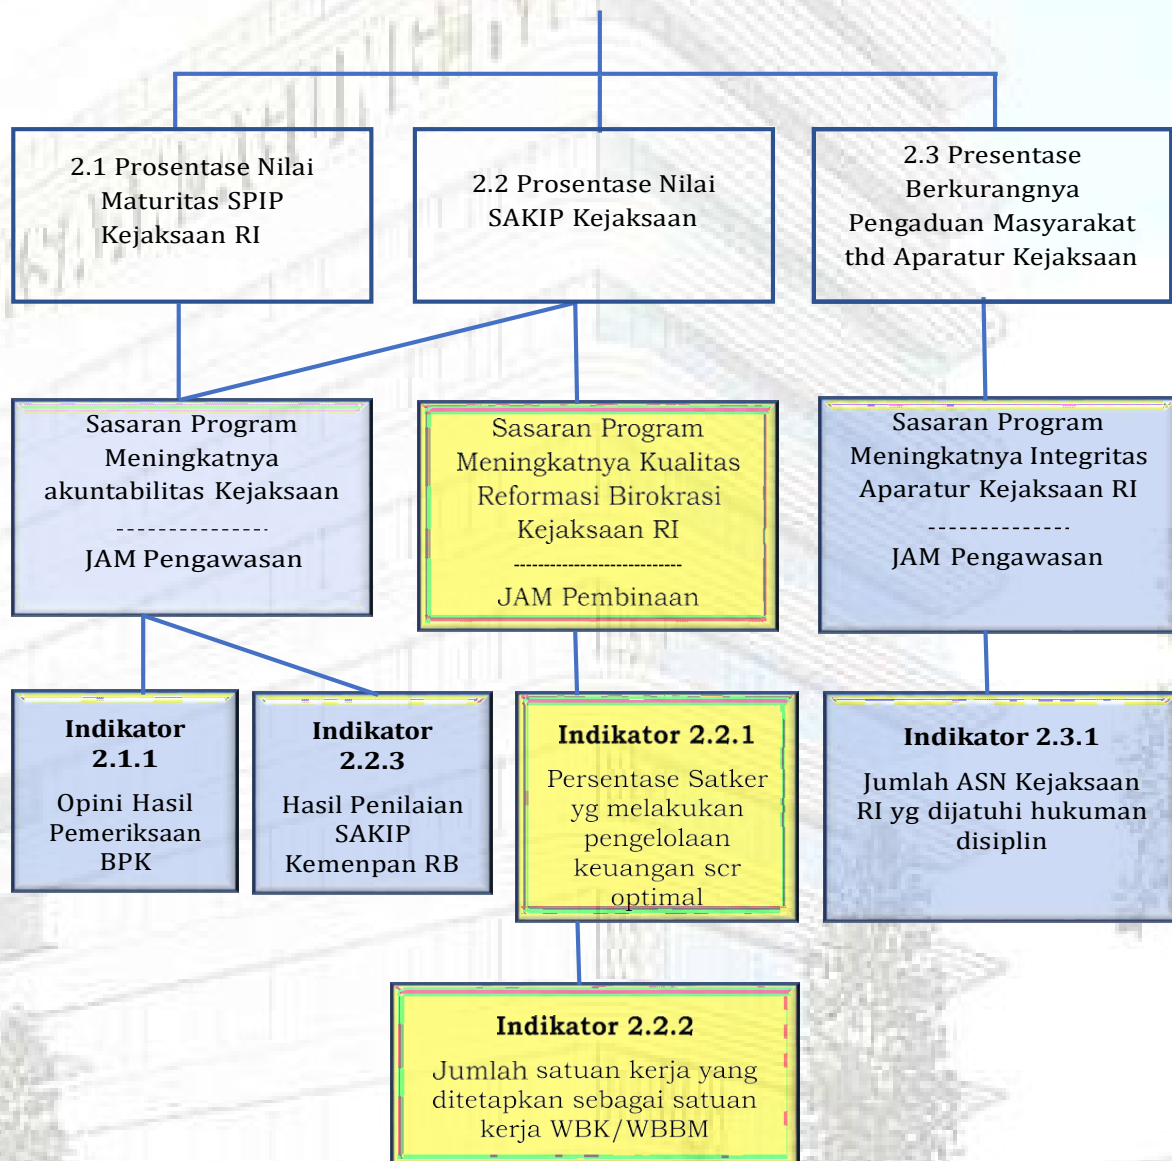 2.1 Prosentase Nilai
Maturitas SPIP
Kejaksaan RI
2.2 Prosentase Nilai
SAKIP Kejaksaan
2.3 Presentase
Berkurangnya
Pengaduan Masyarakat
thd Aparatur Kejaksaan
Sasaran Program
Meningkatnya
akuntabilitas Kejaksaan
---------------
JAM Pengawasan
Sasaran Program
Meningkatnya Kualitas
Reformasi Birokrasi
Kejaksaan RI
----------------------------
JAM Pembinaan
Sasaran Program
Meningkatnya Integritas
Aparatur Kejaksaan RI
--------------
JAM Pengawasan
Indikator
2.1.1
Opini Hasil
Pemeriksaan
BPK
Indikator
2.2.3
Hasil Penilaian
SAKIP
Kemenpan RB
Indikator 2.2.1
Persentase Satker
yg melakukan
pengelolaan
keuangan scr
optimal
Indikator 2.3.1
Jumlah ASN Kejaksaan
RI yg dijatuhi hukuman
disiplin
Indikator 2.2.2
Jumlah satuan kerja yang
ditetapkan sebagai satuan
kerja WBK/WBBM